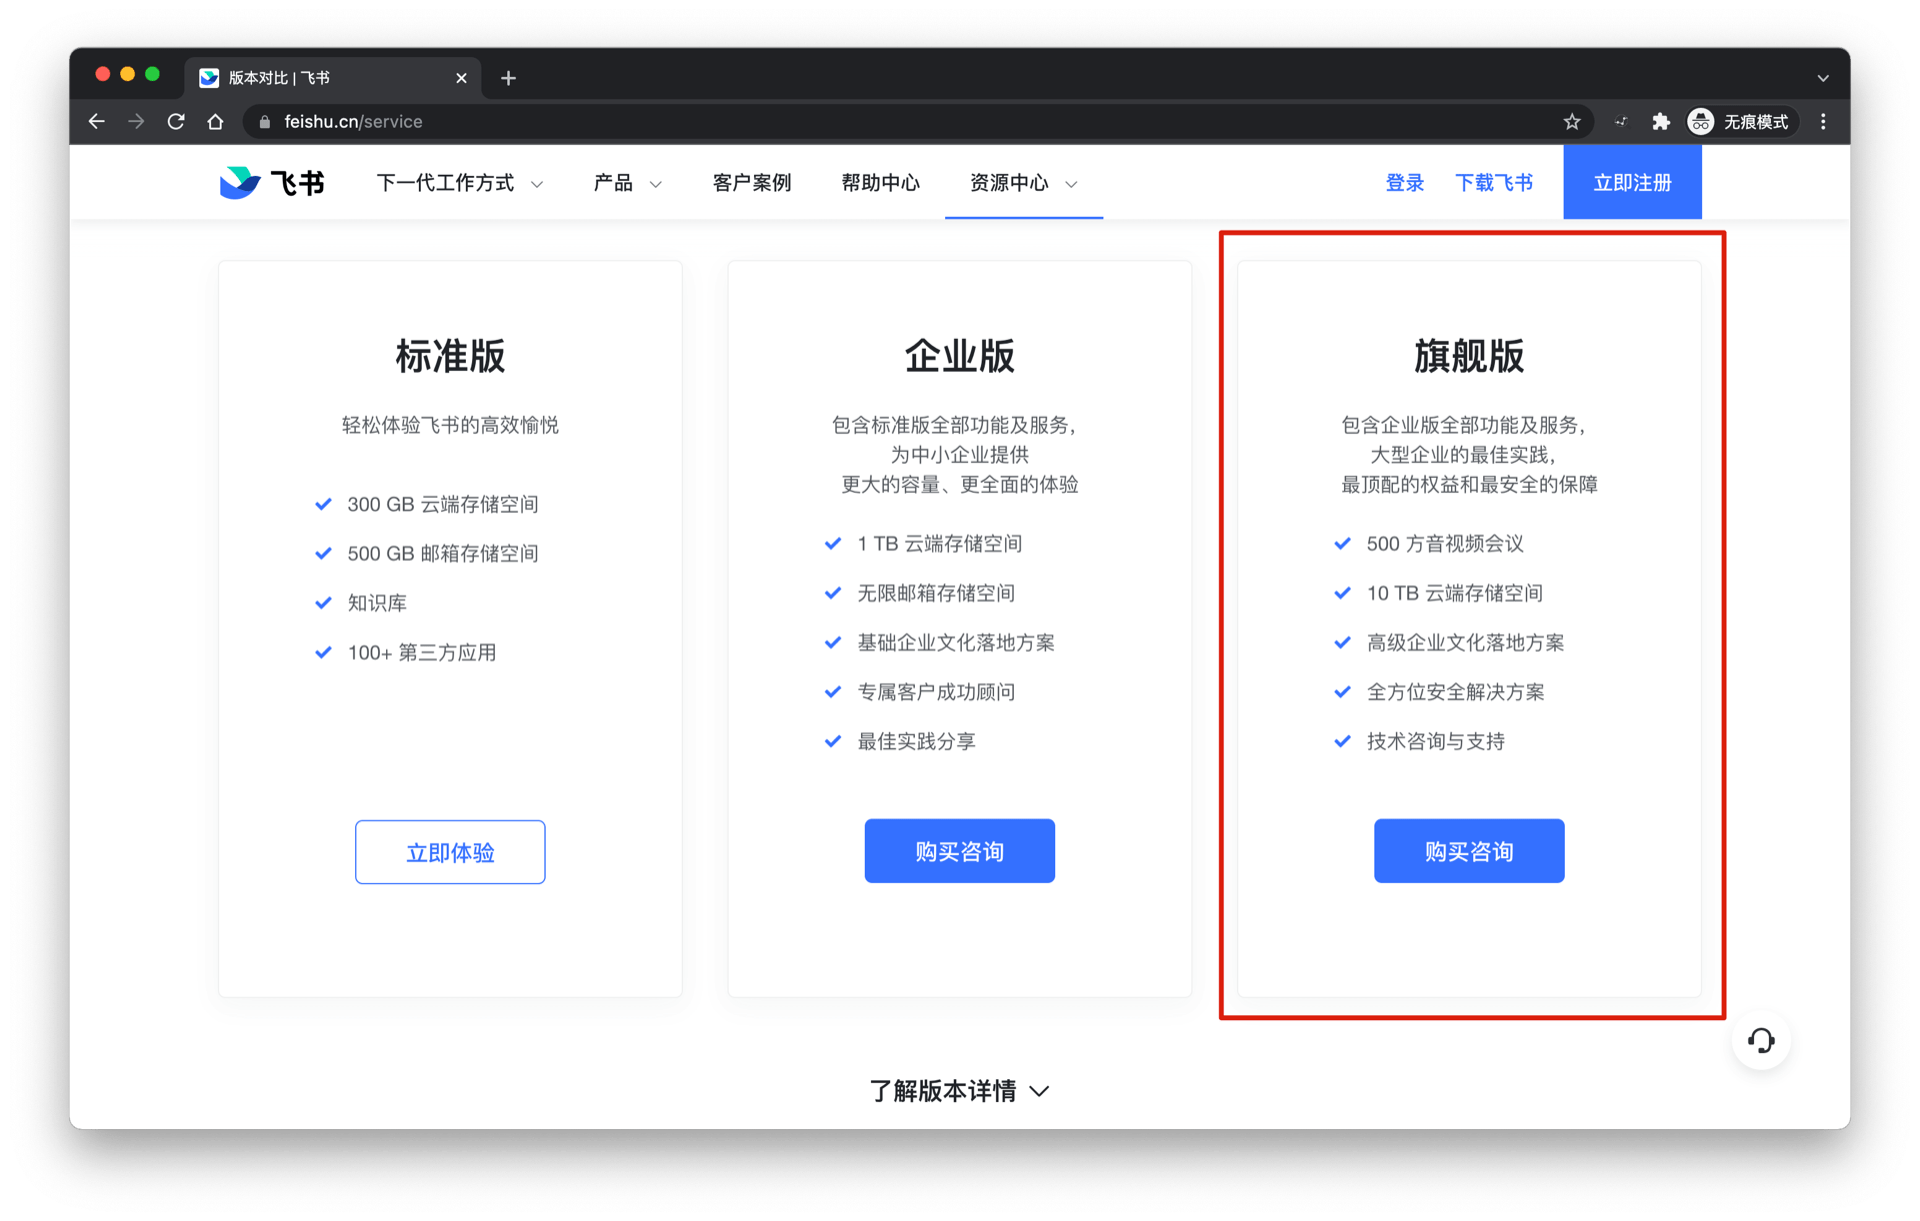 版本对比 | 飞书
feishu.cn/service
无痕模式
飞书
下一代工作方式
产品
客户案例
帮助中心
资源中心
登录
下载飞书
立即注册
标准版
轻松体验飞书的高效愉悦
300 GB 云端存储空间
500 GB 邮箱存储空间
知识库
100+ 第三方应用
立即体验
企业版
包含标准版全部功能及服务,
为中小企业提供
更大的容量、更全面的体验
1 TB 云端存储空间
无限邮箱存储空间
基础企业文化落地方案
专属客户成功顾问
最佳实践分享
购买咨询
旗舰版
包含企业版全部功能及服务,
大型企业的最佳实践,
最顶配的权益和最安全的保障
500 方音视频会议
10 TB 云端存储空间
高级企业文化落地方案
全方位安全解决方案
技术咨询与支持
购买咨询
了解版本详情